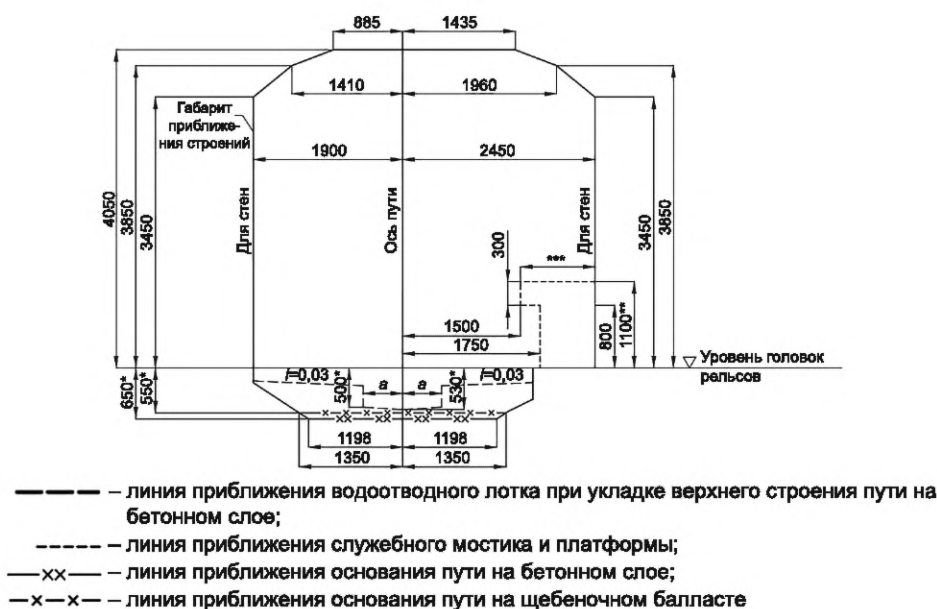 885 1435
1410 1960
Габарит
приближе-
ния строений
1900 2450
4050
3850
3450
Для стен
Ось пути
Для стен
300
***
3450
3850
1500
1750
800
1100**
Уровень головок
рельсов
650*
550*
i=0,03
500*
a a
530*
i=0,03
1198 1198
1350 1350
– линия приближения водоотводного лотка при укладке верхнего строения пути на
бетонном слое;
– линия приближения служебного мостика и платформы;
–××– – линия приближения основания пути на бетонном слое;
–×–×– – линия приближения основания пути на щебеночном балласте